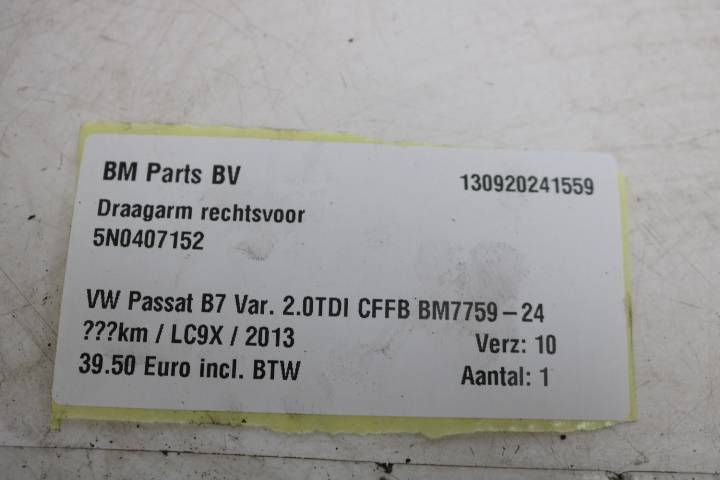 BM Parts BV
130920241559
Draagarm rechtsvoor
5N0407152
VW Passat B7 Var. 2.0TDI CFFB BM7759-24
???km / LC9X / 2013
Verz: 10
39.50 Euro incl. BTW
Aantal: 1